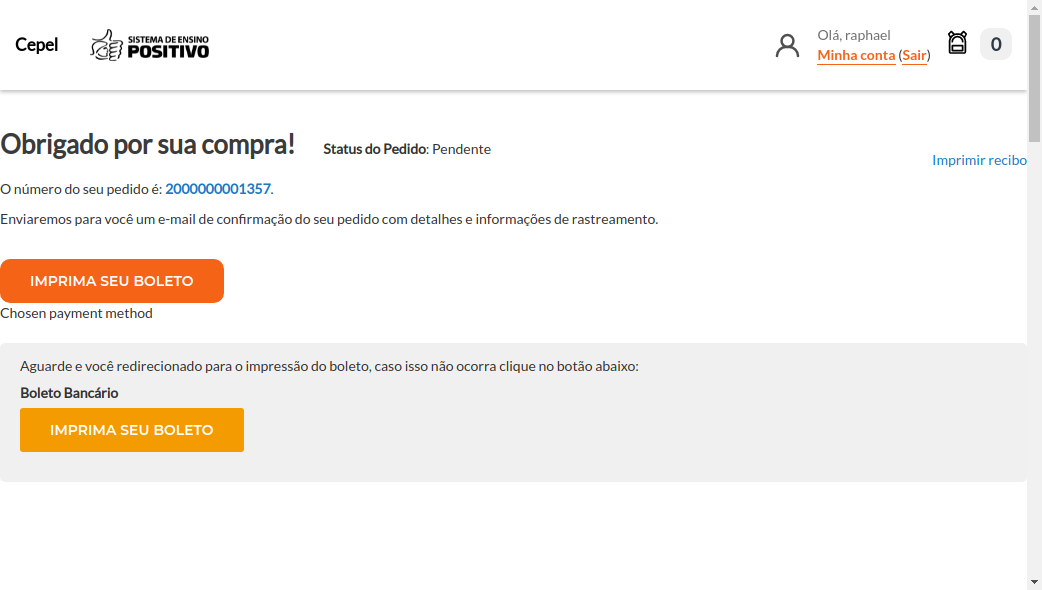 Cepel
SISTEMA DE ENSINO
POSITIVO
Olá, raphael
Minha conta (Sair)
0
Obrigado por sua compra!
Status do Pedido: Pendente
Imprimir recibo
O número do seu pedido é: 2000000001357.
Enviaremos para você um e-mail de confirmação do seu pedido com detalhes e informações de rastreamento.
IMPRIMA SEU BOLETO
Chosen payment method
Aguarde e você redirecionado para o impressão do boleto, caso isso não ocorra clique no botão abaixo:
Boleto Bancário
IMPRIMA SEU BOLETO